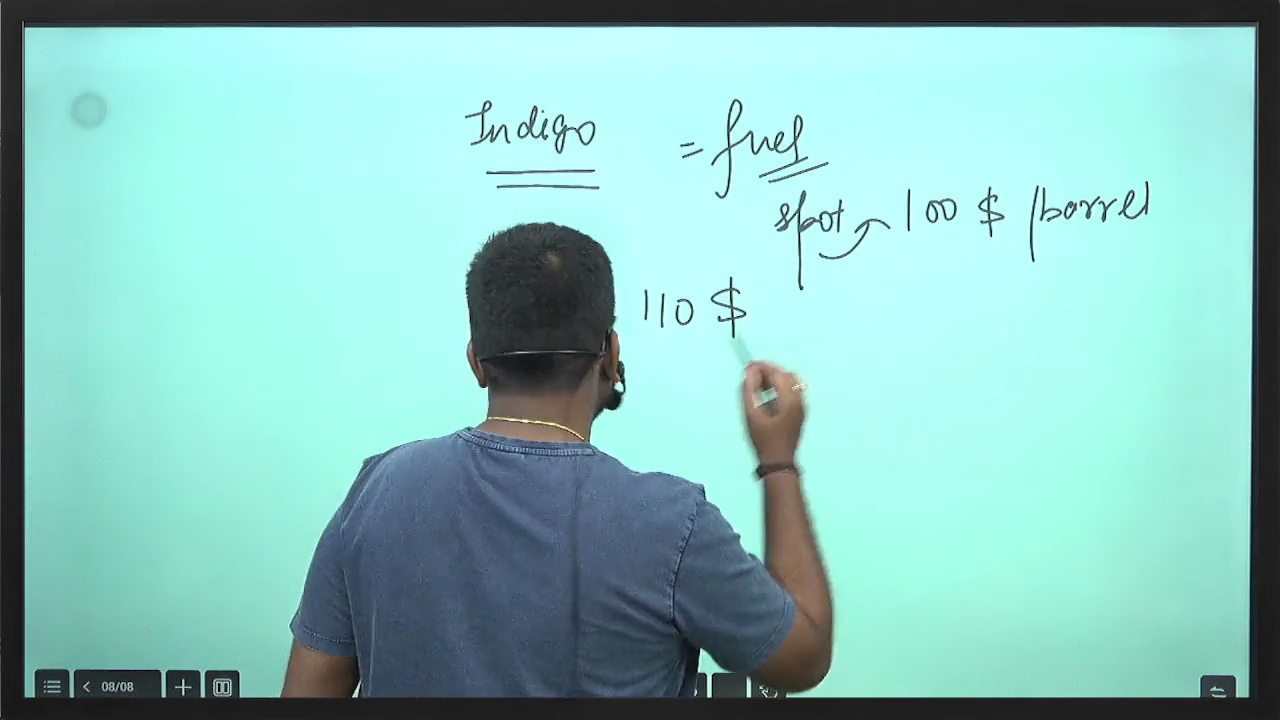 Indigo = fuel
spot 100 $ /barrel
110 $
08/08